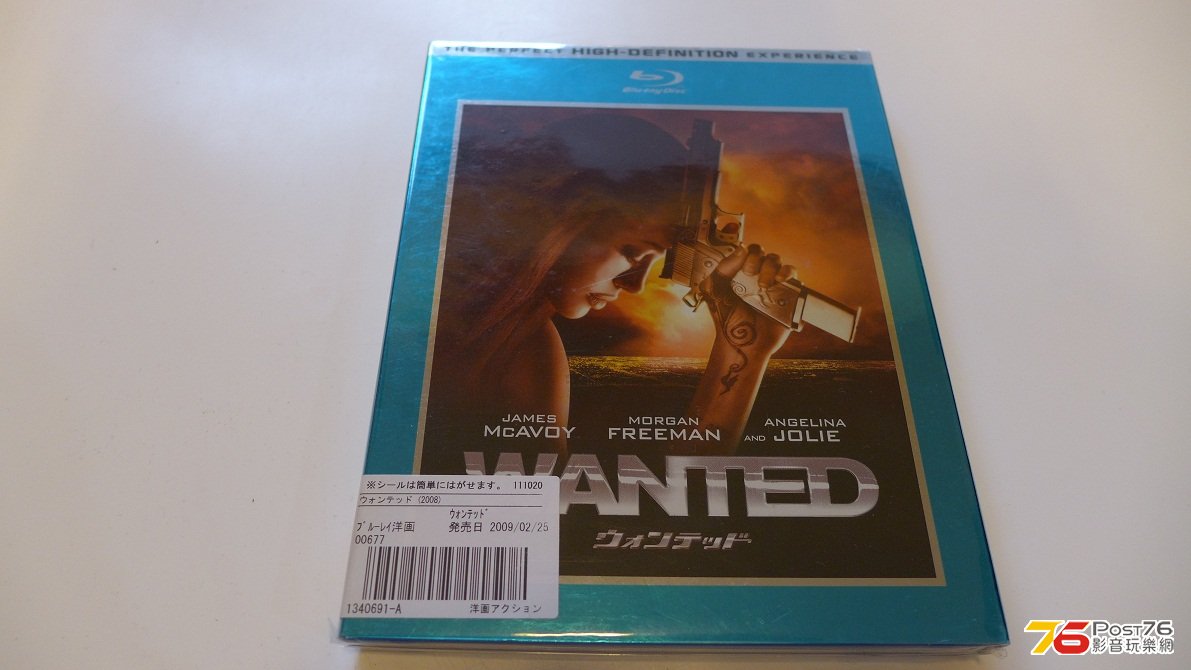 THE PERFECT HIGH-DEFINITION EXPERIENCE
Blu-ray Disc
JAMES McAVOY
MORGAN FREEMAN
AND ANGELINA JOLIE
WANTED
ウォンテッド
※シールは簡単にはがせます。 111020
ウォンテッド (2008)
ｳｫﾝﾃｯﾄﾞ
ﾌﾞﾙｰﾚｲ洋画 発売日 2009/02/25
00677
1340691-A 洋画アクション
76 POST76
影音玩樂網